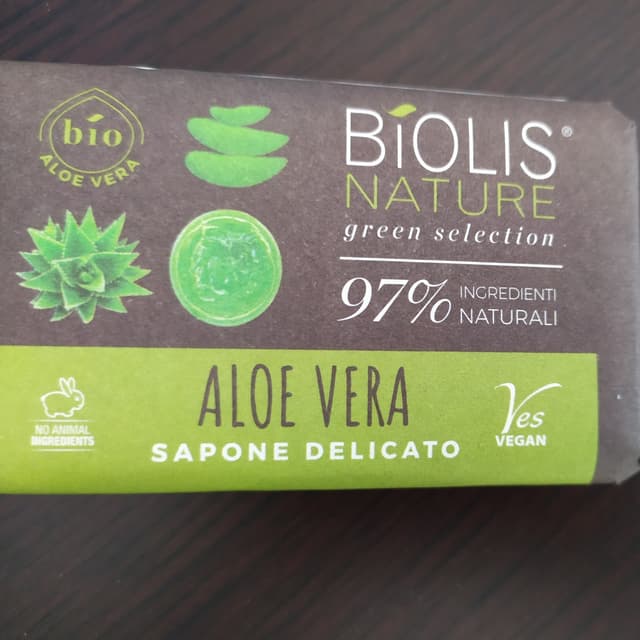 bio
ALOE VERA
BIOLIS®
NATURE
green selection
97% INGREDIENTI
NATURALI
ALOE VERA
SAPONE DELICATO
NO ANIMAL
INGREDIENTS
Yes
VEGAN